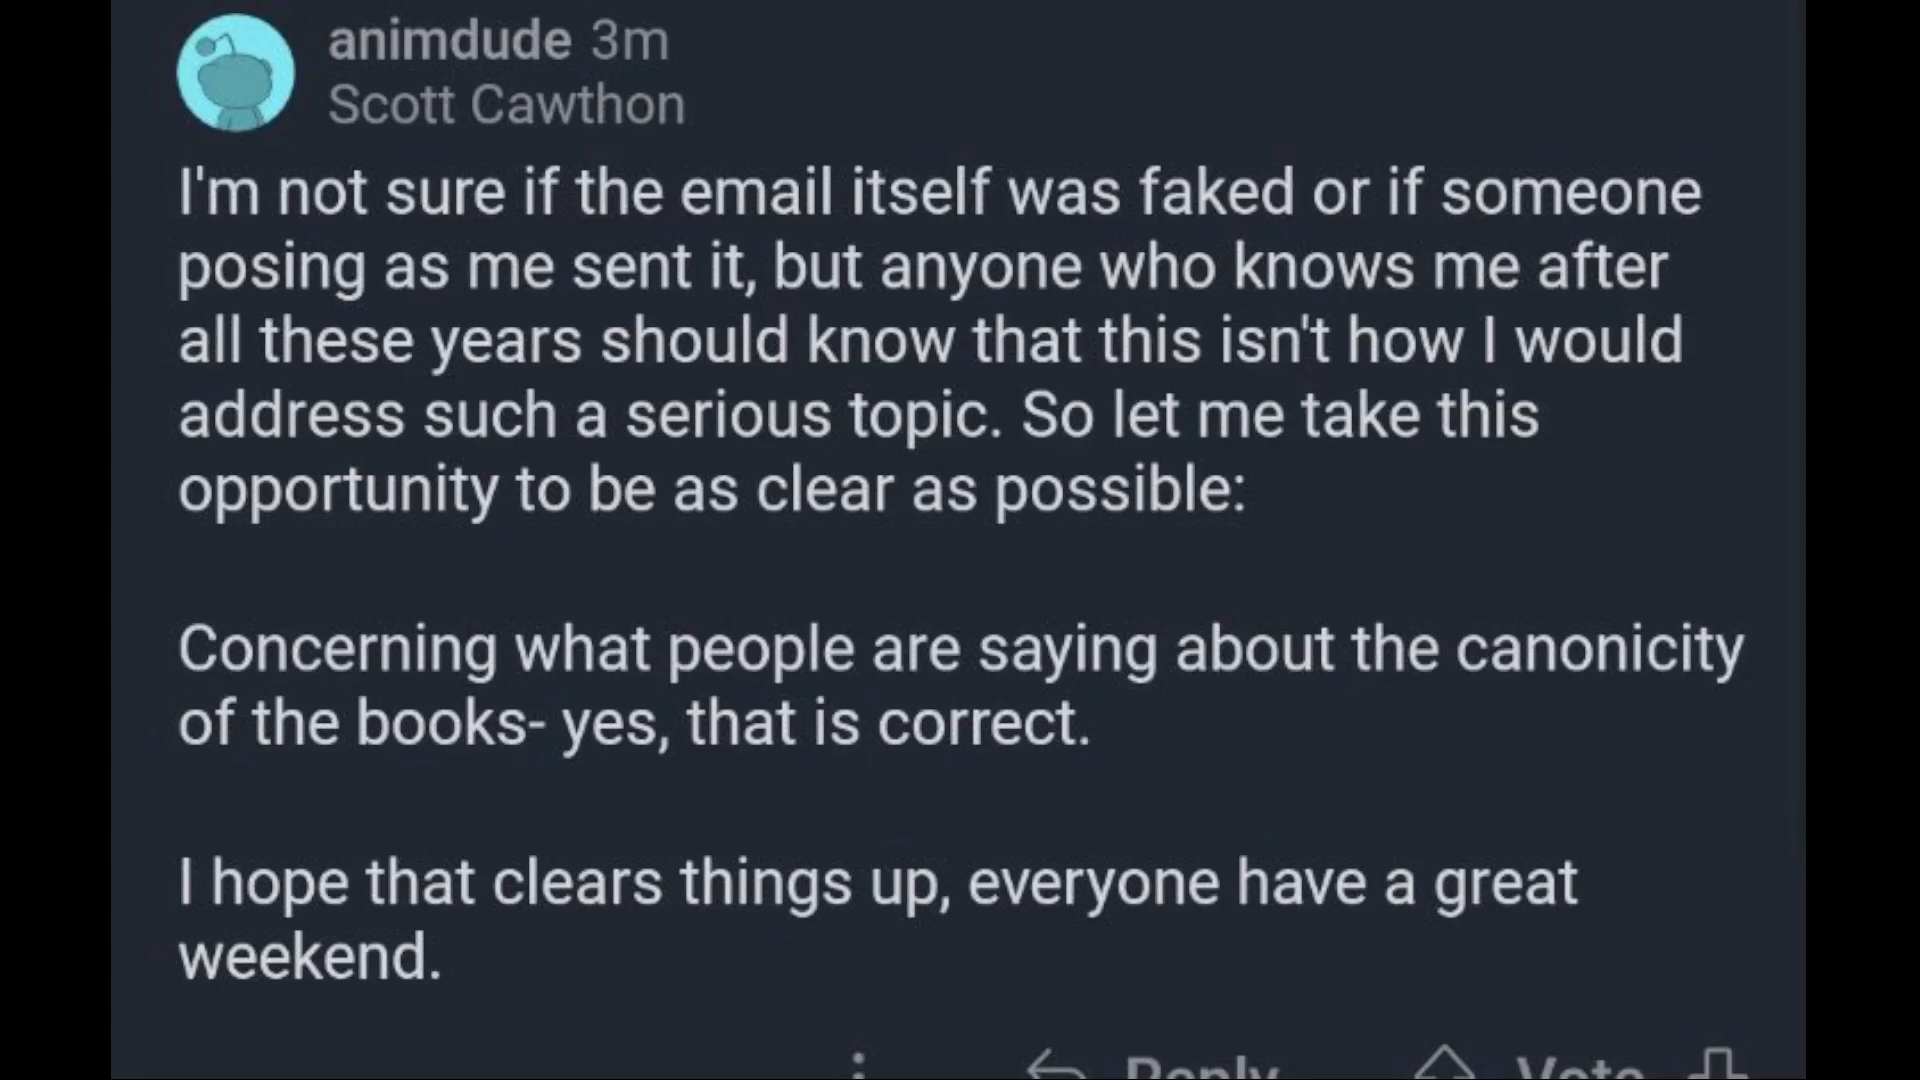 animdude 3m
Scott Cawthon
I'm not sure if the email itself was faked or if someone
posing as me sent it, but anyone who knows me after
all these years should know that this isn't how I would
address such a serious topic. So let me take this
opportunity to be as clear as possible:
Concerning what people are saying about the canonicity
of the books- yes, that is correct.
I hope that clears things up, everyone have a great
weekend.
Reply Vote